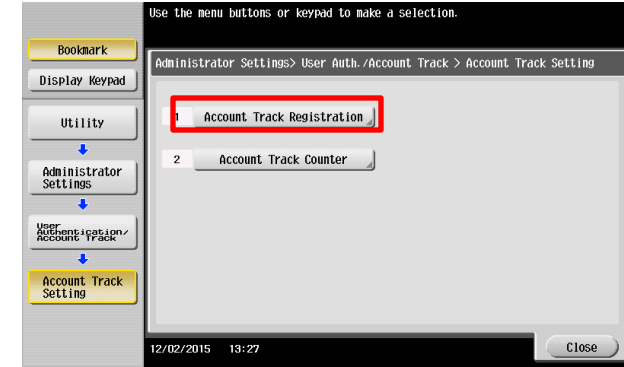 Use the menu buttons or keypad to make a selection.
Bookmark
Display Keypad
Utility
Administrator
Settings
User
Authentication/
Account Track
Account Track
Setting
Administrator Settings> User Auth./Account Track > Account Track Setting
1 Account Track Registration
2 Account Track Counter
12/02/2015 13:27
Close